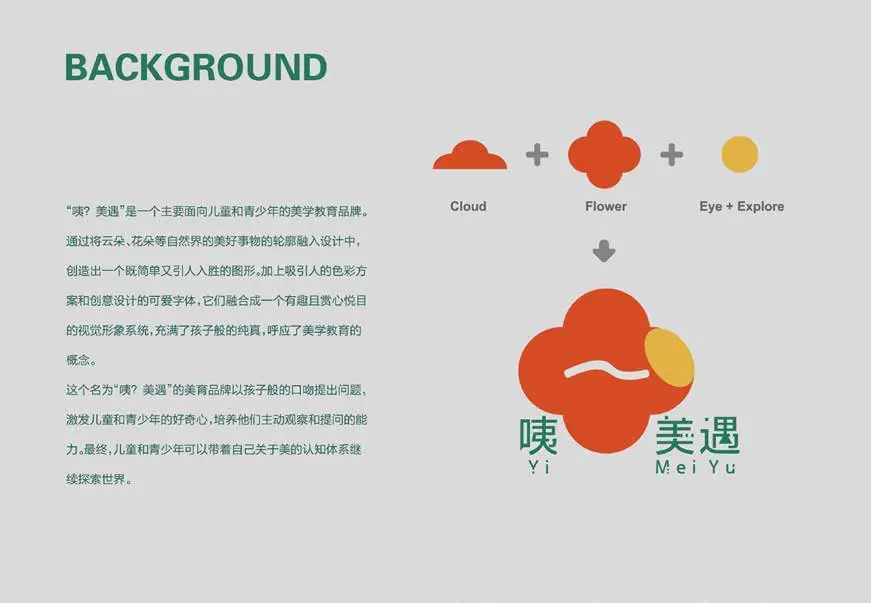 BACKGROUND
“咦？美遇”是一个主要面向儿童和青少年的美学教育品牌。
通过将云朵、花朵等自然界的美好事物的轮廓融入设计中，
创造出一个既简单又引人入胜的图形。加上吸引人的色彩方
案和创意设计的可爱字体，它们融合成一个有趣且赏心悦目
的视觉形象系统，充满了孩子般的纯真，呼应了美学教育的
概念。
这个名为“咦？美遇”的美育品牌以孩子般的口吻提出问题，
激发儿童和青少年的好奇心，培养他们主动观察和提问的能
力。最终，儿童和青少年可以带着自己关于美的认知体系继
续探索世界。
Cloud
Flower
Eye + Explore
咦 美遇
Yi MeiYu